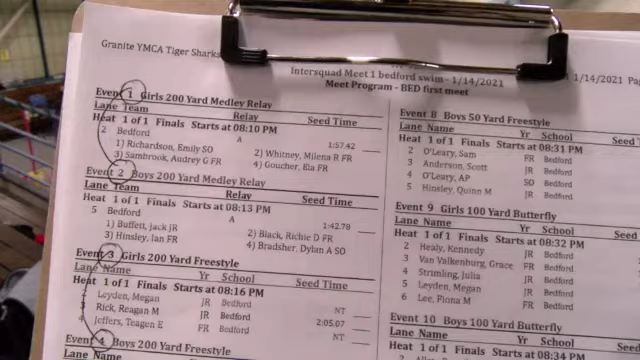 Granite YMCA Tiger Sharks
1/14/2021 Pa
Intersquad Meet 1 bedford swim - 1/14/2021
Meet Program - BED first meet
Event 1 Girls 200 Yard Medley Relay
Lane Team Relay Seed Time
Heat 1 of 1 Finals Starts at 08:10 PM
2 Bedford A 1:57.42
1) Richardson, Emily SO 2) Whitney, Milena R FR
3) Sambrook, Audrey G FR 4) Goucher, Ela FR
Event 2 Boys 200 Yard Medley Relay
Lane Team Relay Seed Time
Heat 1 of 1 Finals Starts at 08:13 PM
5 Bedford A 1:42.78
1) Buffett, Jack JR 2) Black, Richie D FR
3) Hinsley, Ian FR 4) Bradsher, Dylan A SO
Event 3 Girls 200 Yard Freestyle
Lane Name Yr School Seed Time
Heat 1 of 1 Finals Starts at 08:16 PM
Leyden, Megan JR Bedford NT
Rick, Reagan M JR Bedford 2:05.07
Jeffers, Teagen E FR Bedford NT
Event 4 Boys 200 Yard Freestyle
Event 8 Boys 50 Yard Freestyle
Lane Name Yr School
Heat 1 of 1 Finals Starts at 08:31 PM
2 O'Leary, Sam FR Bedford
3 Anderson, Scott JR Bedford
4 O'Leary, AP SO Bedford
5 Hinsley, Quinn M JR Bedford
Event 9 Girls 100 Yard Butterfly
Lane Name Yr School
Heat 1 of 1 Finals Starts at 08:32 PM
2 Healy, Kennedy JR Bedford
3 Van Valkenburg, Grace FR Bedford
4 Strimling, Julia JR Bedford
5 Leyden, Megan JR Bedford
6 Lee, Fiona M FR Bedford
Event 10 Boys 100 Yard Butterfly
Lane Name Yr School
Heat 1 of 1 Finals Starts at 08:34 PM